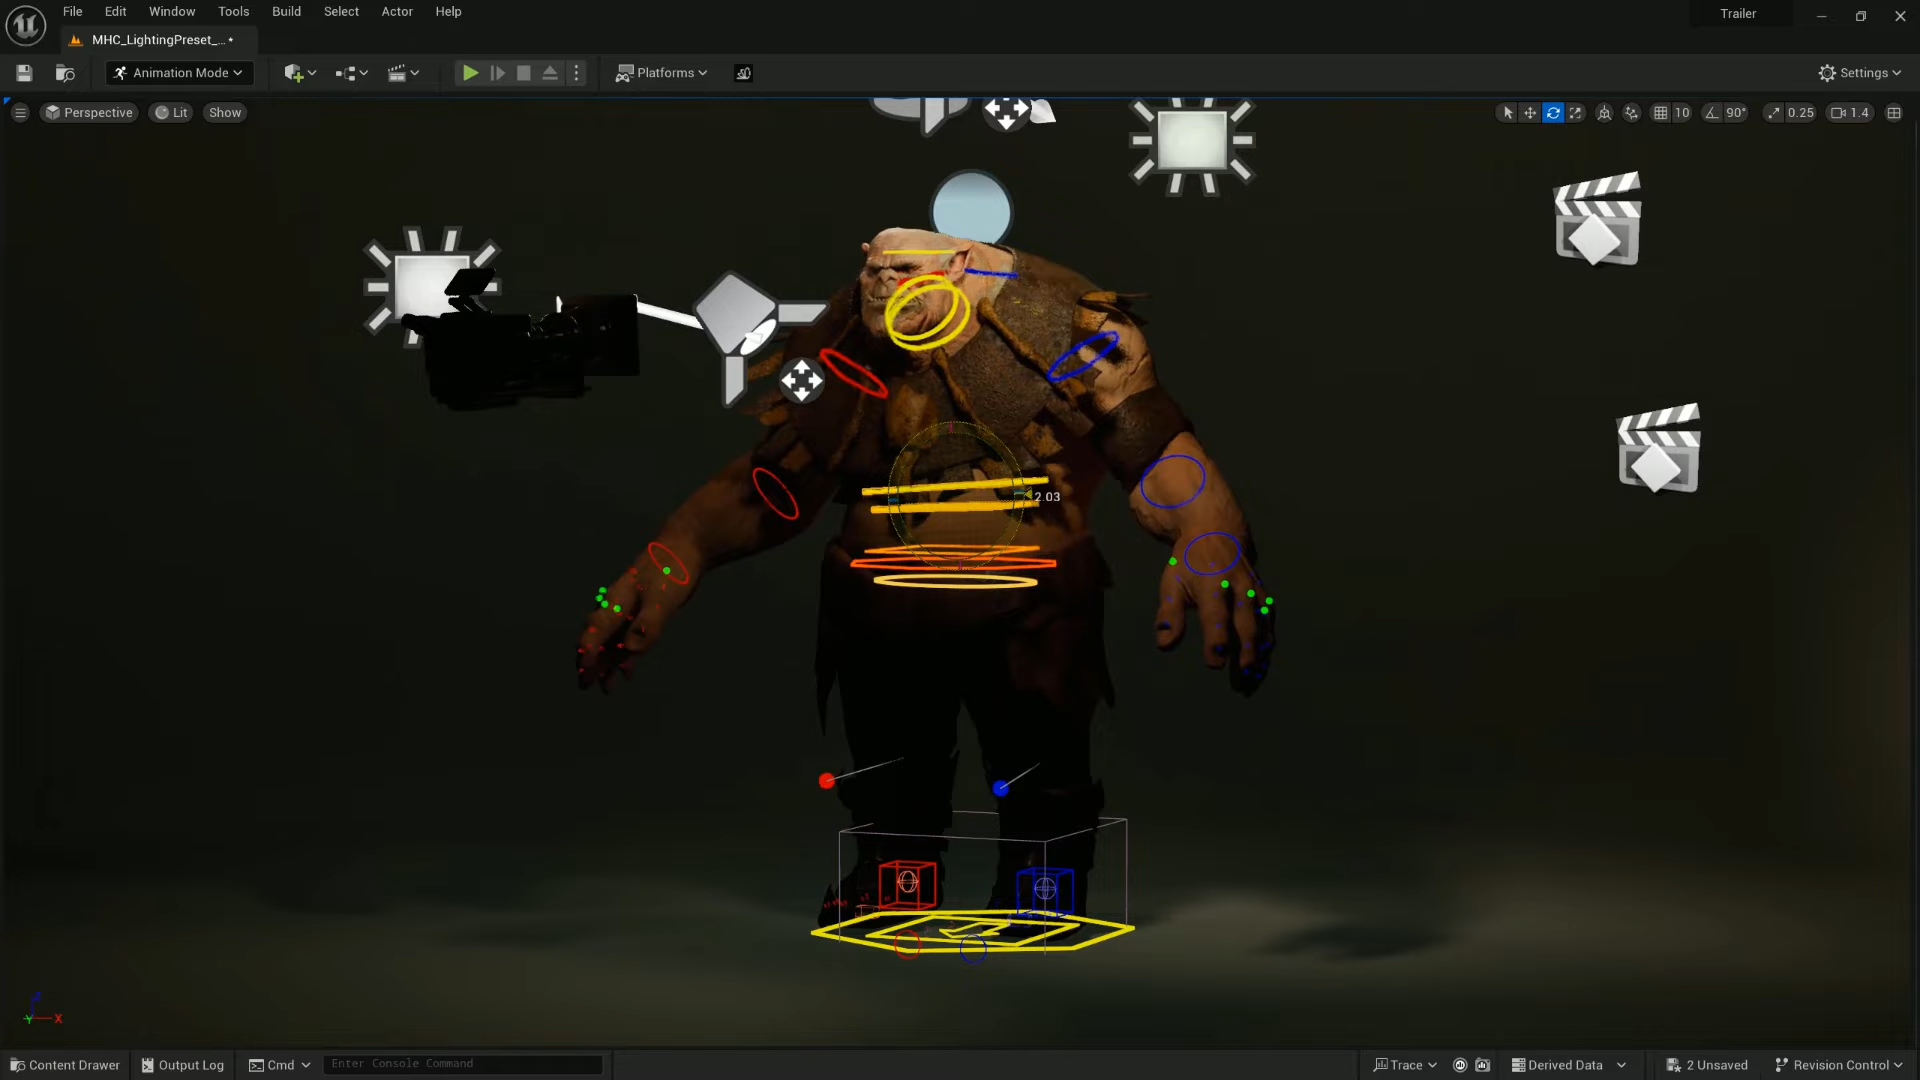 File Edit Window Tools Build Select Actor Help
Trailer
MHC_LightingPreset_... •
Animation Mode
Platforms
Settings
Perspective Lit Show
10 90° 0.25 1.4
2.03
Z
Y X
Content Drawer Output Log Cmd Enter Console Command
Trace Derived Data 2 Unsaved Revision Control